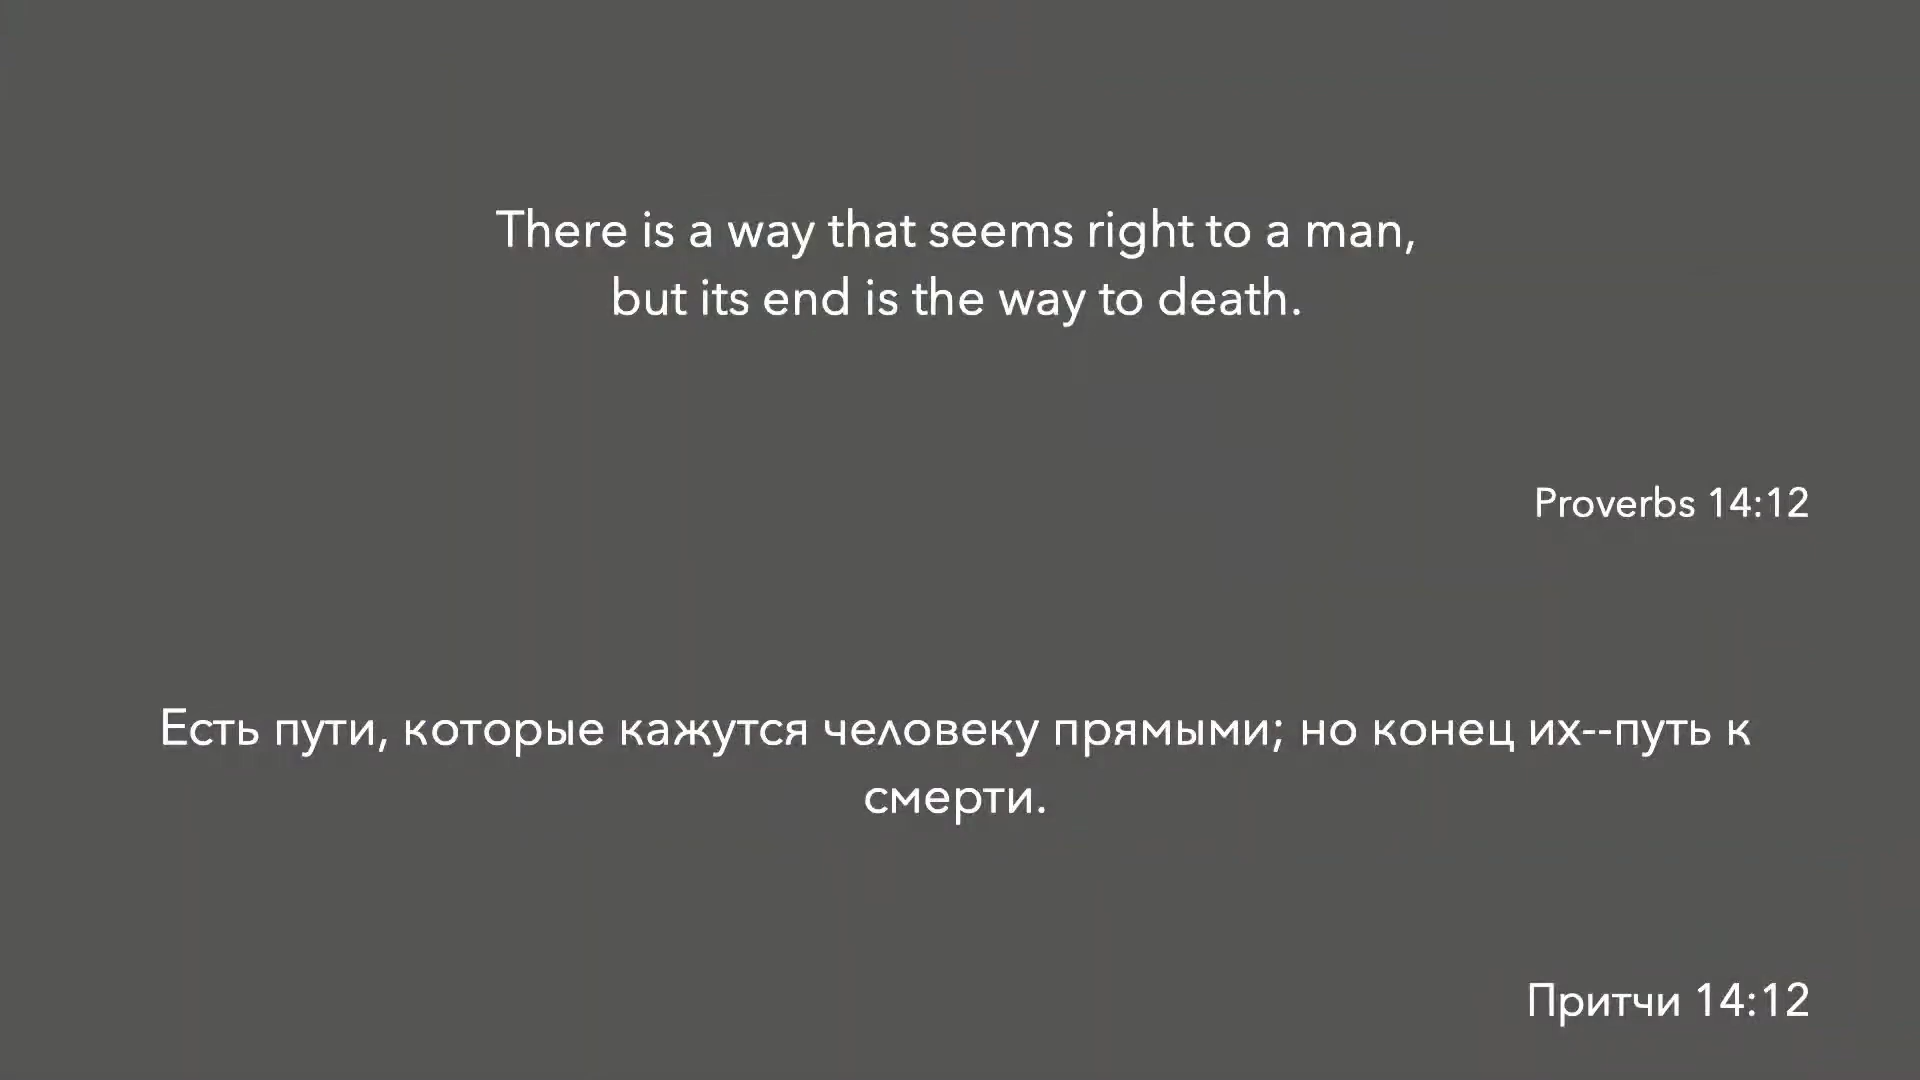 There is a way that seems right to a man,
but its end is the way to death.
Proverbs 14:12
Есть пути, которые кажутся человеку прямыми; но конец их--путь к
смерти.
Притчи 14:12